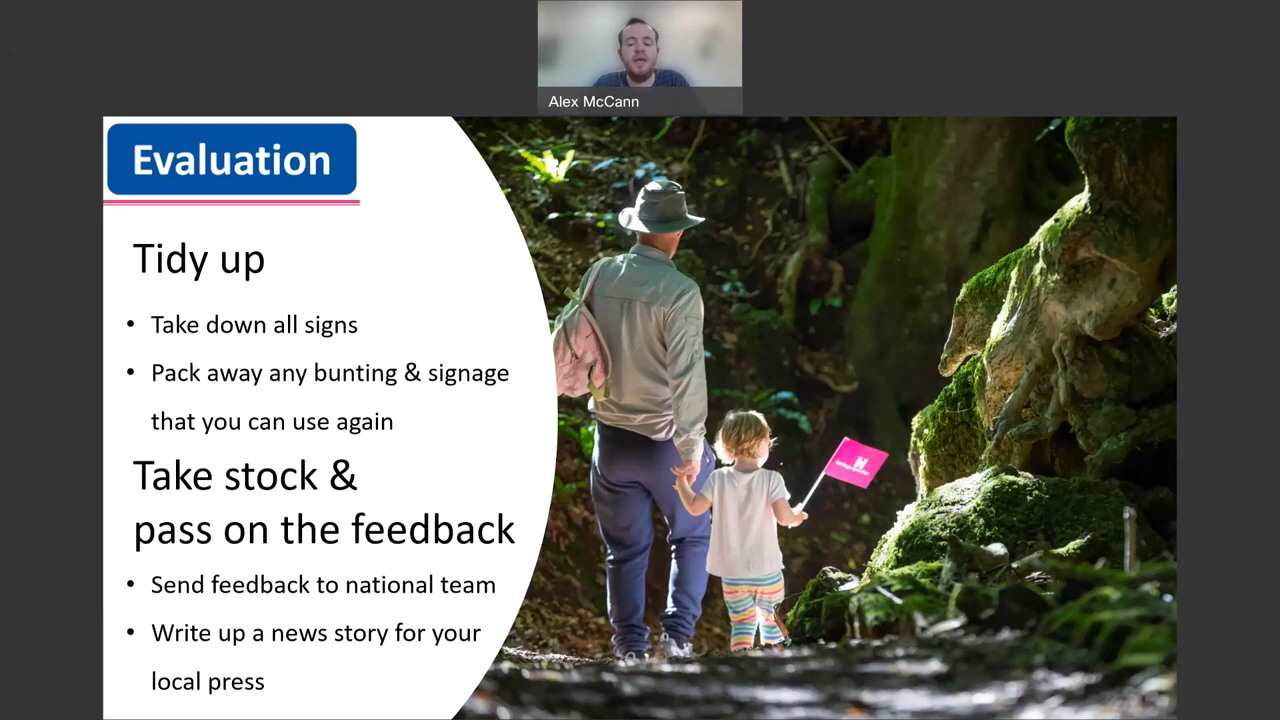 Alex McCann
Evaluation
Tidy up
• Take down all signs
• Pack away any bunting & signage
that you can use again
Take stock &
pass on the feedback
• Send feedback to national team
• Write up a news story for your
local press